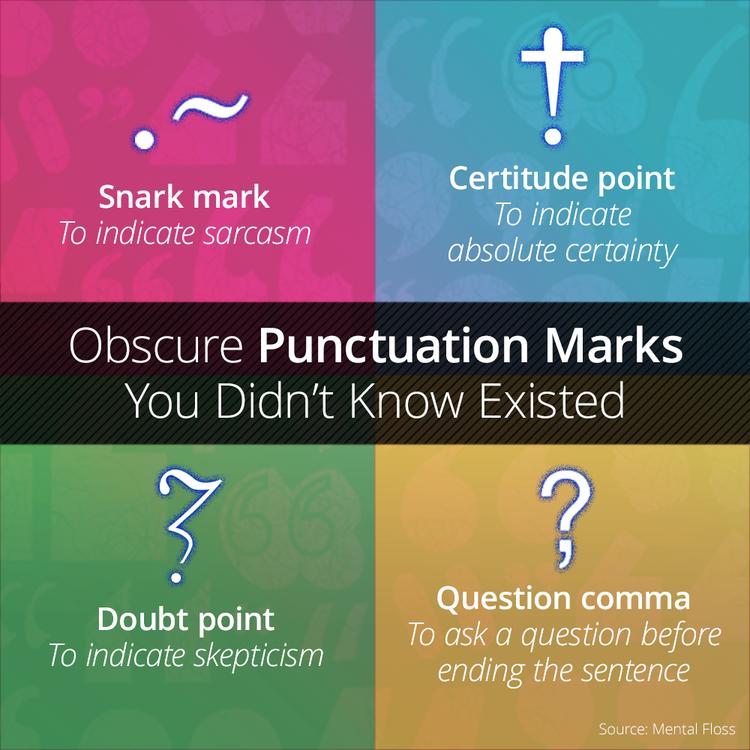 Snark mark
To indicate sarcasm
Certitude point
To indicate
absolute certainty
Obscure Punctuation Marks
You Didn't Know Existed
Doubt point
To indicate skepticism
Question comma
To ask a question before
ending the sentence
Source: Mental Floss